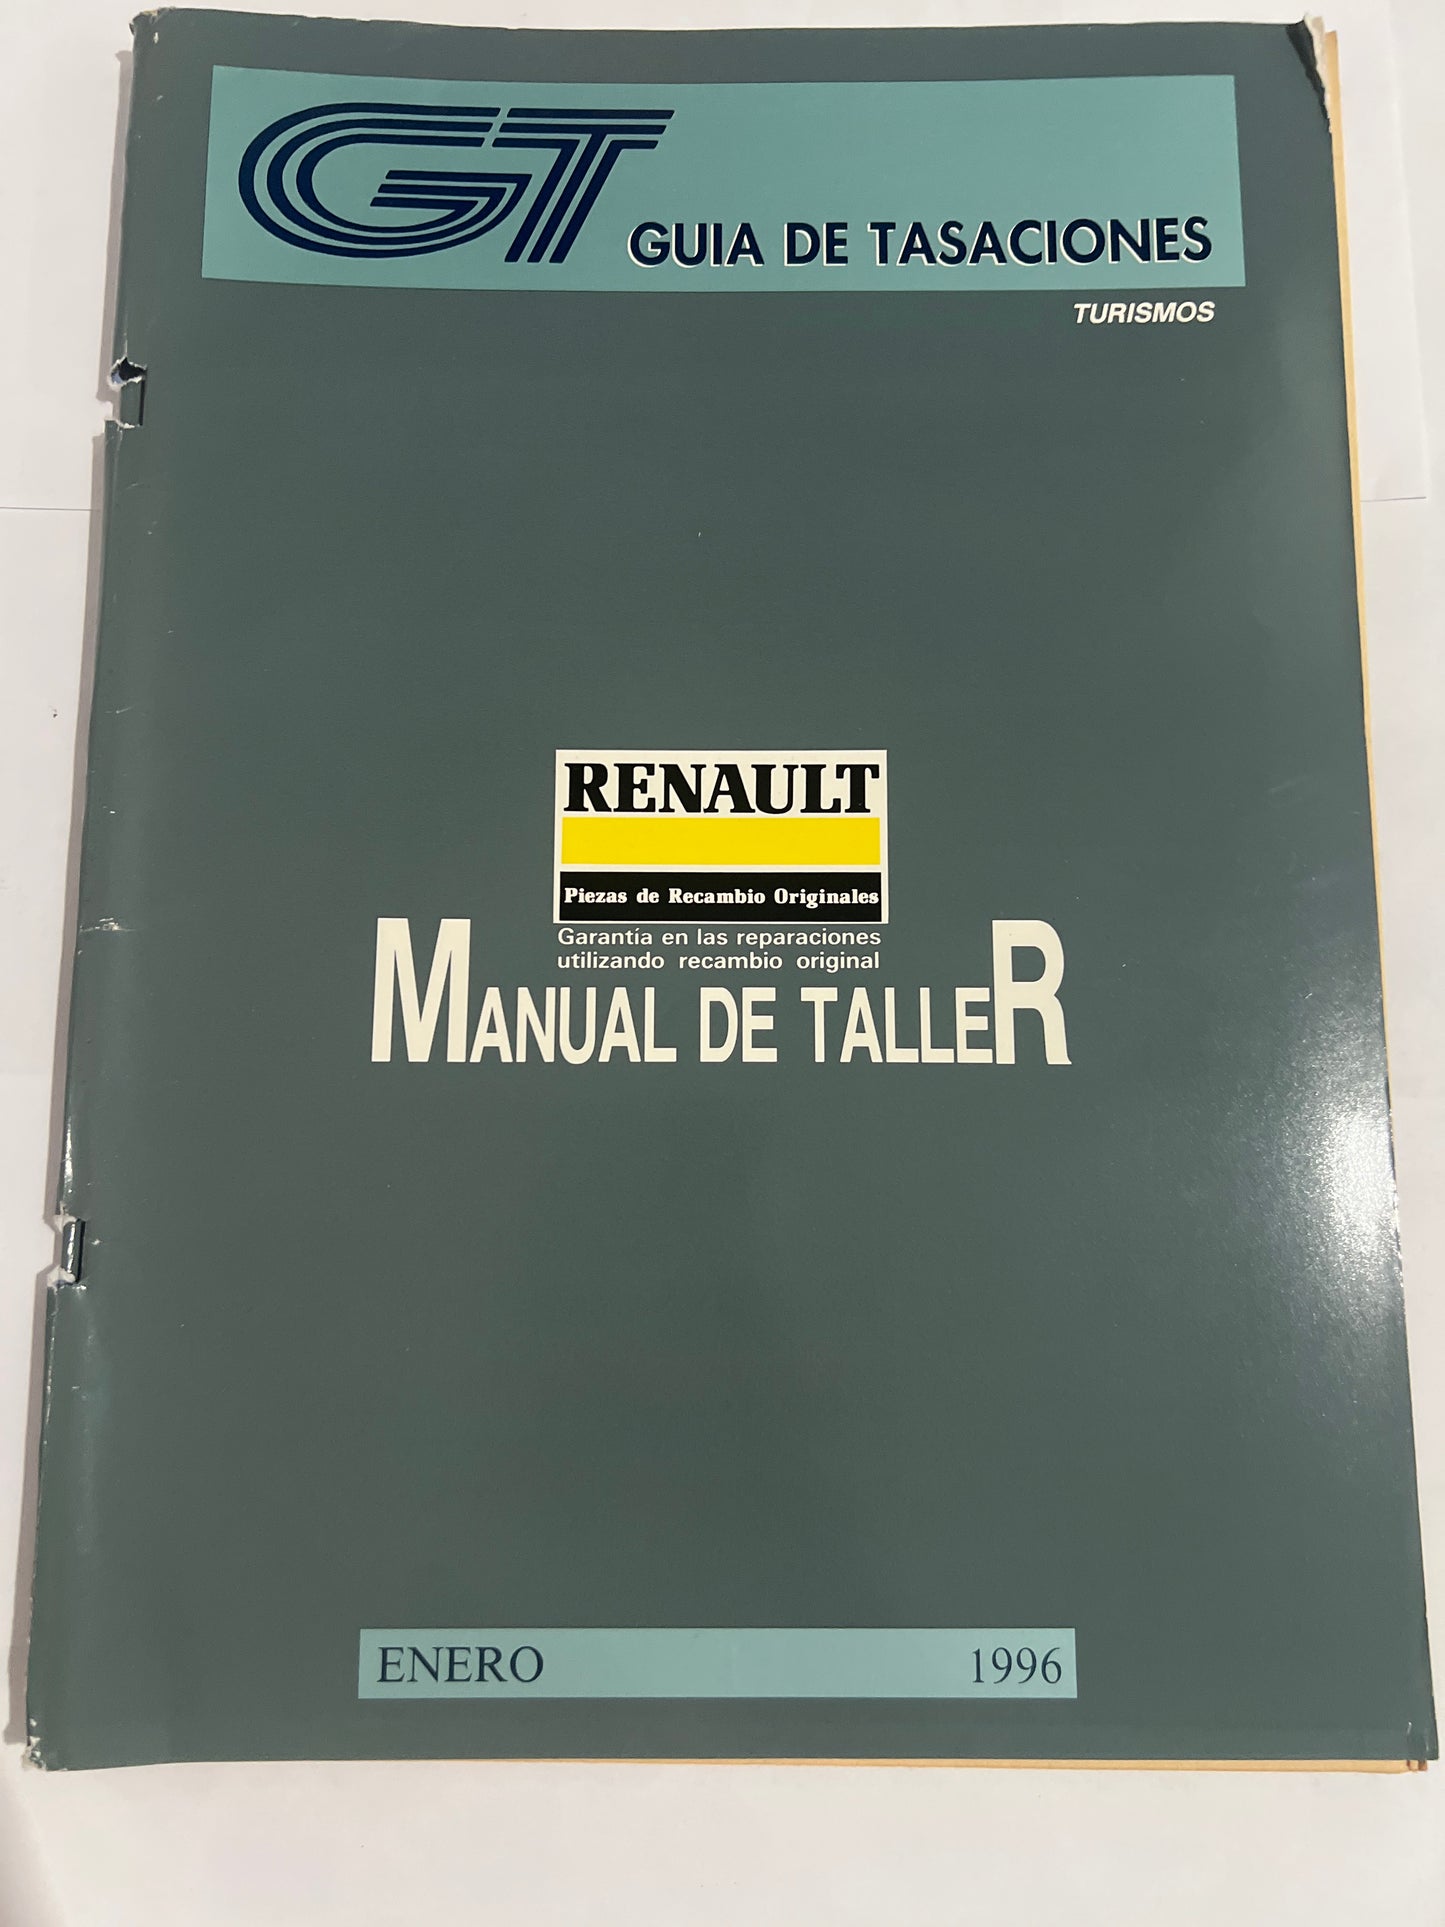 GT GUIA DE TASACIONES
TURISMOS
RENAULT
Piezas de Recambio Originales
Garantía en las reparaciones
utilizando recambio original
MANUAL DE TALLER
ENERO 1996